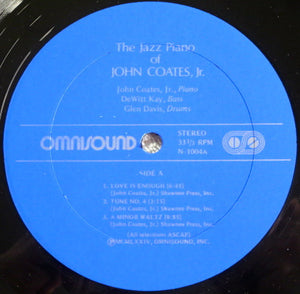 The Jazz Piano
of
JOHN COATES, Jr.
John Coates, Jr., Piano
DeWitt Kay, Bass
Glen Davis, Drums
OMNISOUND
STEREO
33⅓ RPM
N-1004A
SIDE A
1. LOVE IS ENOUGH (6:45)
(John Coates, Jr.) Shawnee Press, Inc.
2. TUNE NO. 4 (3:15)
(John Coates, Jr.) Shawnee Press, Inc.
3. A MINOR WALTZ (8:95)
(John Coates, Jr.) Shawnee Press, Inc.
(All selections ASCAP)
ⓅMCMLXXIV, OMNISOUND, INC.